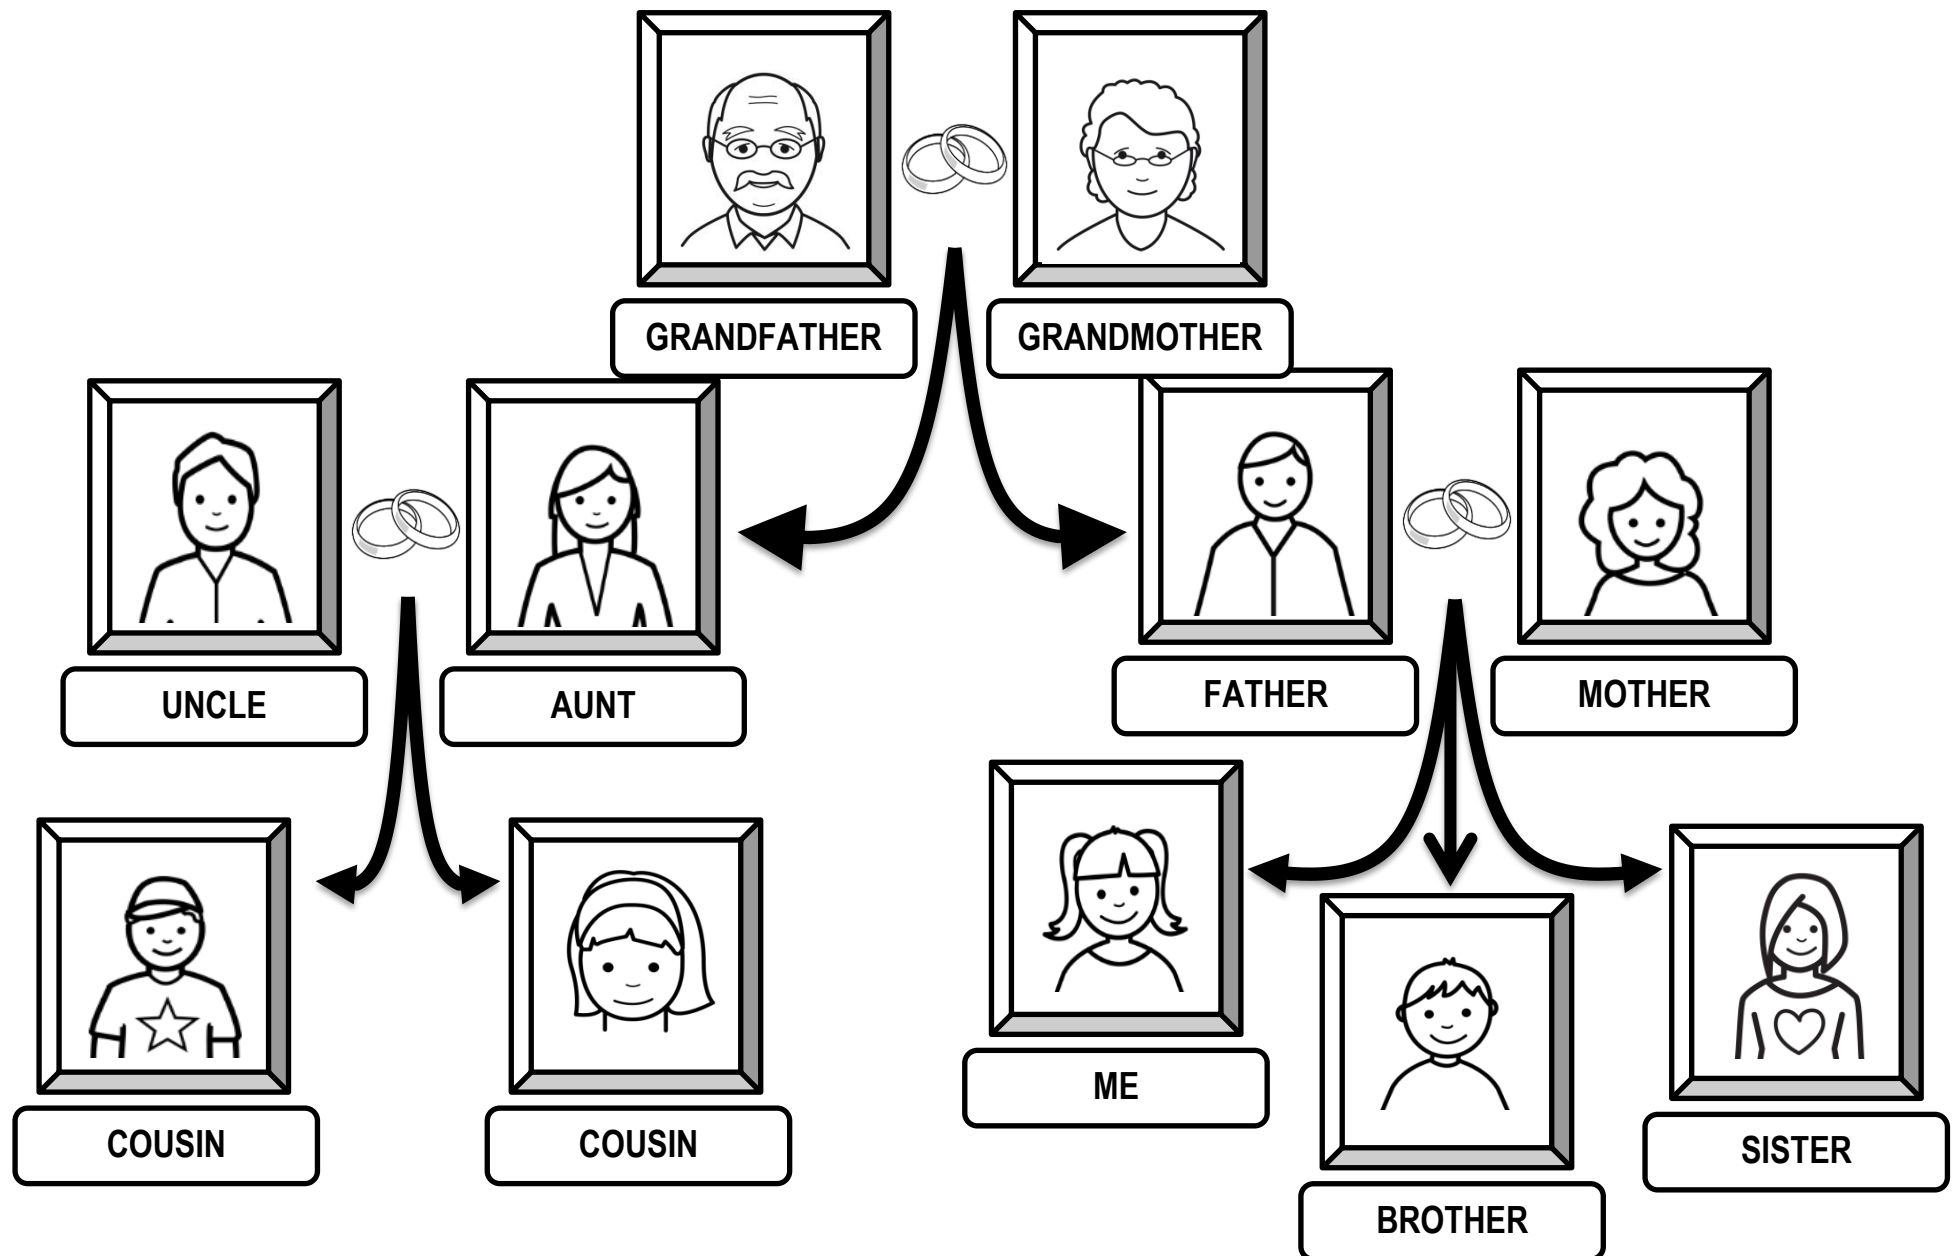 GRANDFATHER
GRANDMOTHER
UNCLE
AUNT
FATHER
MOTHER
COUSIN
COUSIN
ME
BROTHER
SISTER